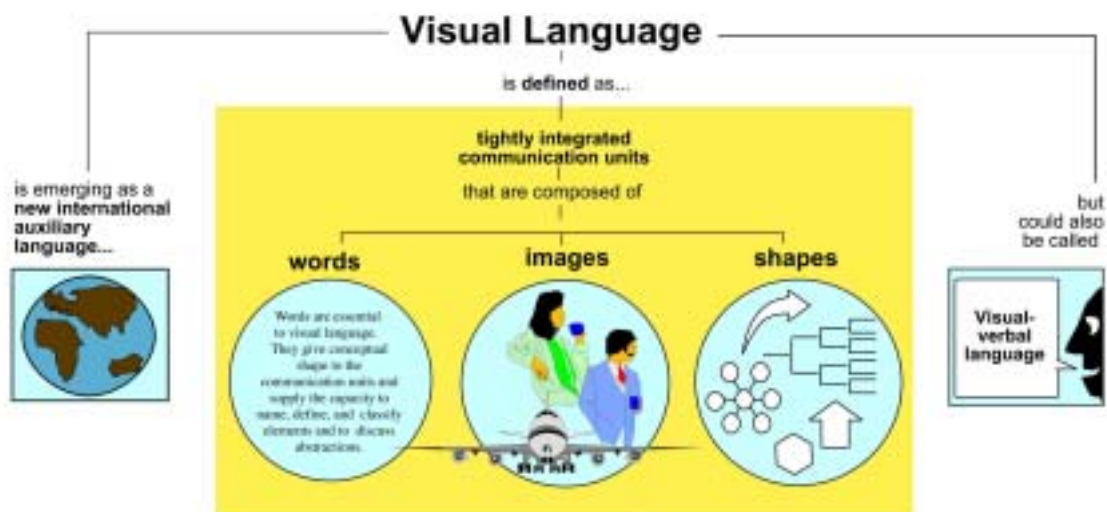 Visual Language
is defined as...
tightly integrated
communication units
that are composed of
is emerging as a
new international
auxiliary
language...
but
could also
be called
words
images
shapes
Words are essential
to visual language.
They give conceptual
shape to the
communication units and
supply the capacity to
name, define, and classify
elements and to discuss
abstractions.
Visual-
verbal
language